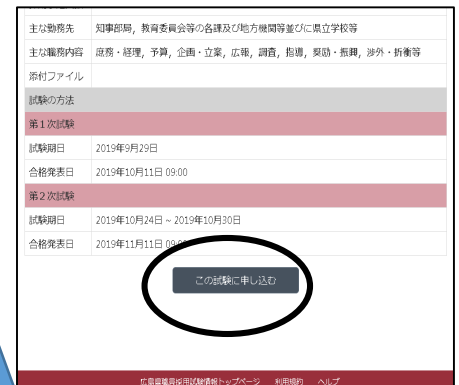 主な勤務先 知事部局，教育委員会等の各課及び地方機関等並びに県立学校等
主な職務内容 庶務・経理，予算，企画・立案，広報，調査，指導，奨励・振興，渉外・折衝等
添付ファイル
試験の方法
第１次試験
試験期日 2019年9月29日
合格発表日 2019年10月11日 09:00
第２次試験
試験期日 2019年10月24日 ~ 2019年10月30日
合格発表日 2019年11月11日 09:00
この試験に申し込む
広島県職員採用試験情報トップページ 利用規約 ヘルプ